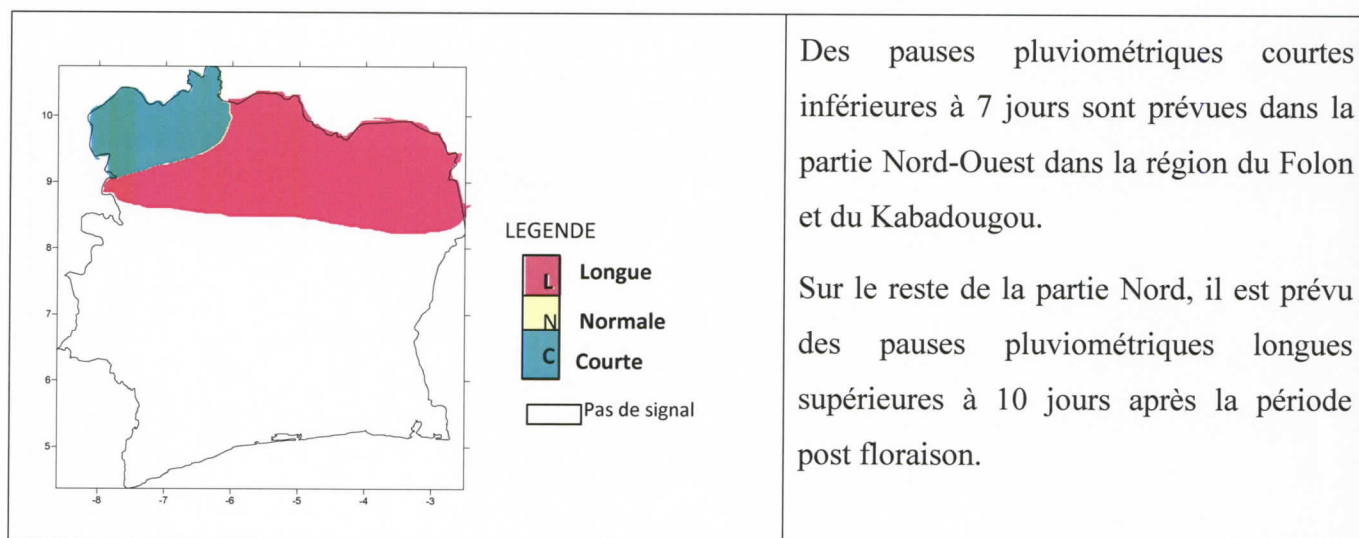 10
9
8
7
6
5
-8
-7
-6
-5
-4
-3
LEGENDE
L Longue
N Normale
C Courte
Pas de signal
Des pauses pluviométriques courtes
inférieures à 7 jours sont prévues dans la
partie Nord-Ouest dans la région du Folon
et du Kabadougou.
Sur le reste de la partie Nord, il est prévu
des pauses pluviométriques longues
supérieures à 10 jours après la période
post floraison.